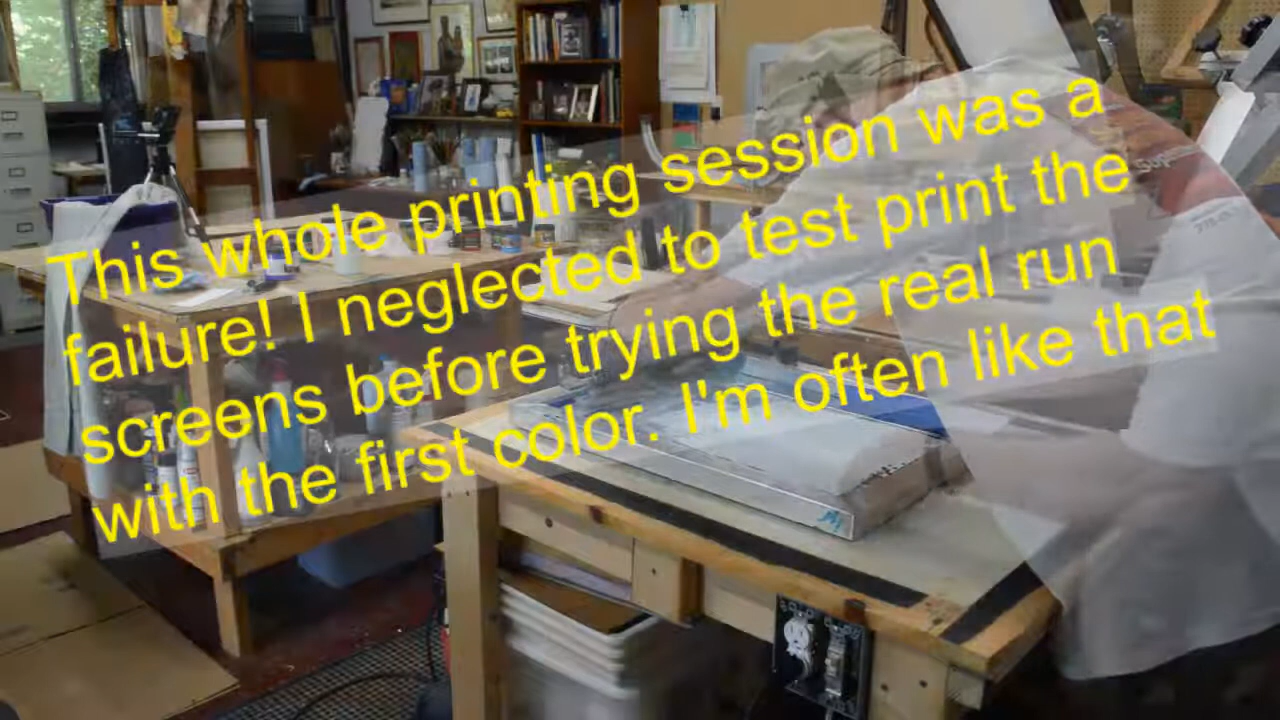 This whole printing session was a
failure! I neglected to test print the
screens before trying the real run
with the first color. I'm often like that